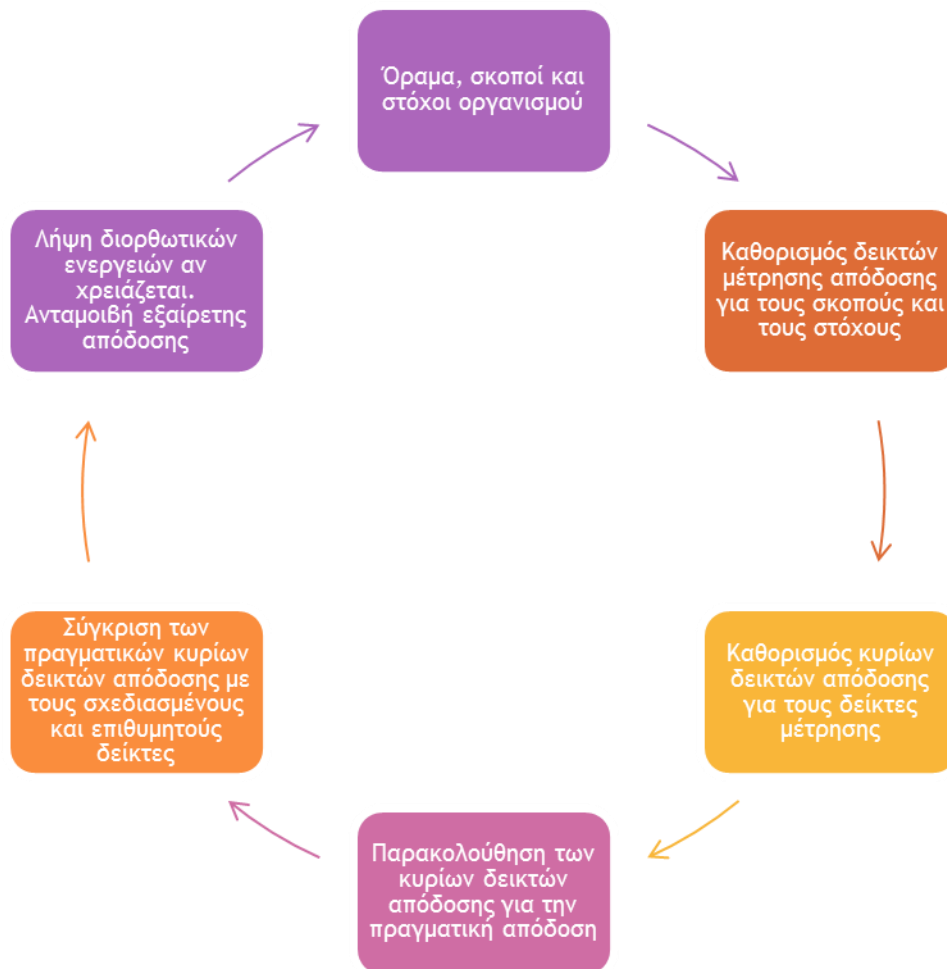 Όραμα, σκοποί και
στόχοι οργανισμού
Καθορισμός δεικτών
μέτρησης απόδοσης
για τους σκοπούς και
τους στόχους
Καθορισμός κυρίων
δεικτών απόδοσης
για τους δείκτες
μέτρησης
Παρακολούθηση των
κυρίων δεικτών
απόδοσης για την
πραγματική απόδοση
Σύγκριση των
πραγματικών κυρίων
δεικτών απόδοσης με
τους σχεδιασμένους
και επιθυμητούς
δείκτες
Λήψη διορθωτικών
ενεργειών αν
χρειάζεται.
Ανταμοιβή εξαίρετης
απόδοσης